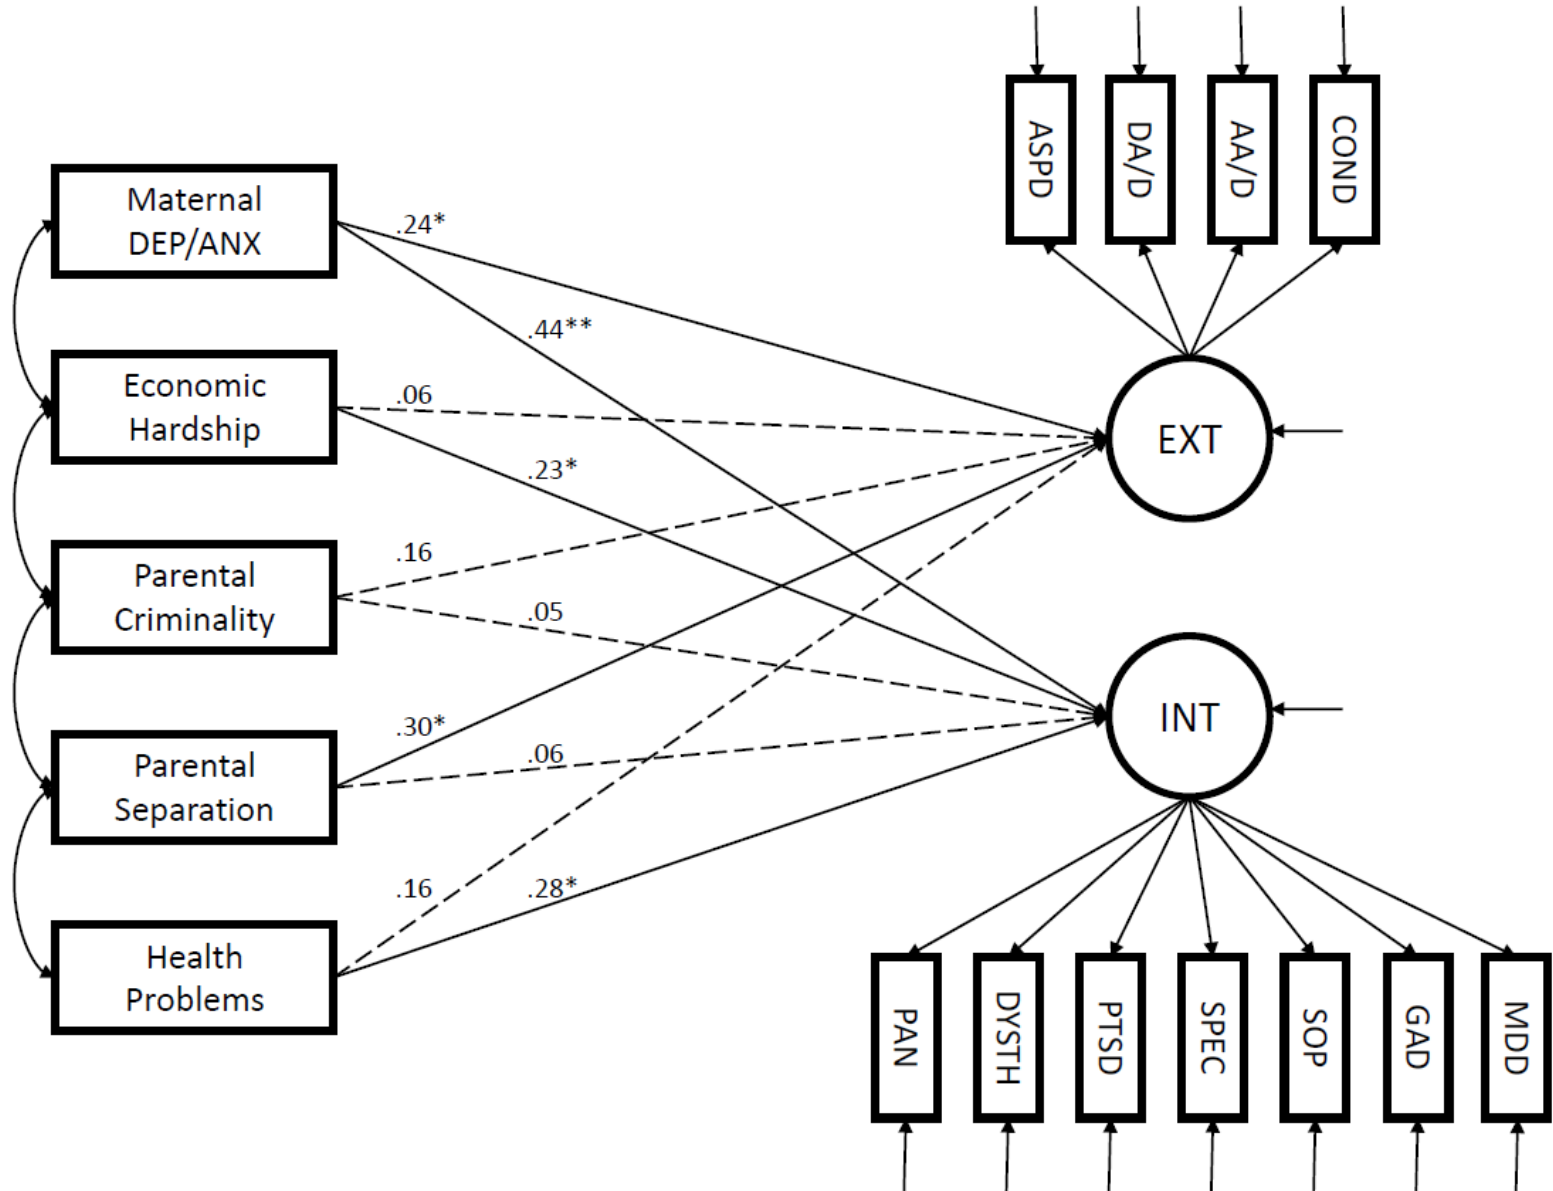 ASPD
DA/D
AA/D
COND
Maternal
DEP/ANX
.24*
.44**
Economic
Hardship
.06
.23*
EXT
Parental
Criminality
.16
.05
Parental
Separation
.30*
.06
INT
Health
Problems
.16
.28*
PAN
DYSTH
PTSD
SPEC
SOP
GAD
MDD